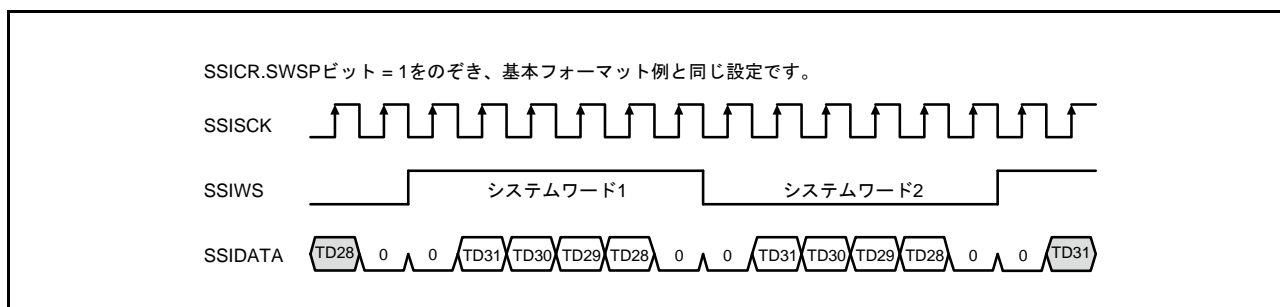 SSICR.SWSPビット = 1をのぞき、基本フォーマット例と同じ設定です。
SSISCK
SSIWS システムワード1 システムワード2
SSIDATA TD28 0 0 TD31 TD30 TD29 TD28 0 0 TD31 TD30 TD29 TD28 0 0 TD31